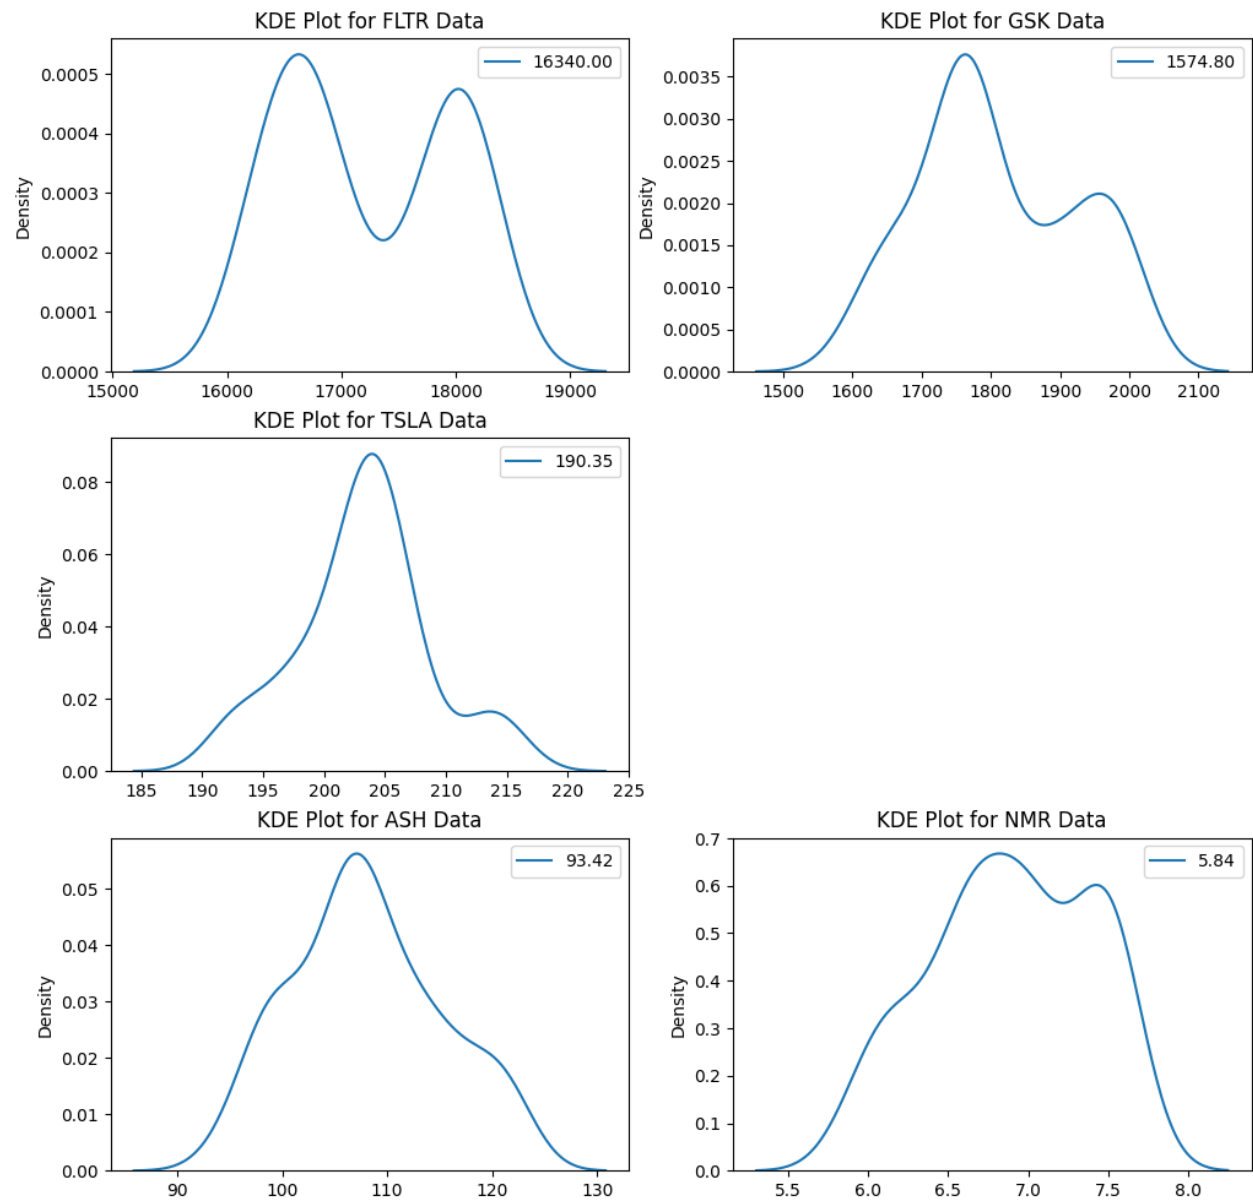 KDE Plot for FLTR Data
16340.00
Density
0.0005
0.0004
0.0003
0.0002
0.0001
0.0000
15000 16000 17000 18000 19000
KDE Plot for GSK Data
1574.80
Density
0.0035
0.0030
0.0025
0.0020
0.0015
0.0010
0.0005
0.0000
1500 1600 1700 1800 1900 2000 2100
KDE Plot for TSLA Data
190.35
Density
0.08
0.06
0.04
0.02
0.00
185 190 195 200 205 210 215 220 225
KDE Plot for ASH Data
93.42
Density
0.05
0.04
0.03
0.02
0.01
0.00
90 100 110 120 130
KDE Plot for NMR Data
5.84
Density
0.7
0.6
0.5
0.4
0.3
0.2
0.1
0.0
5.5 6.0 6.5 7.0 7.5 8.0